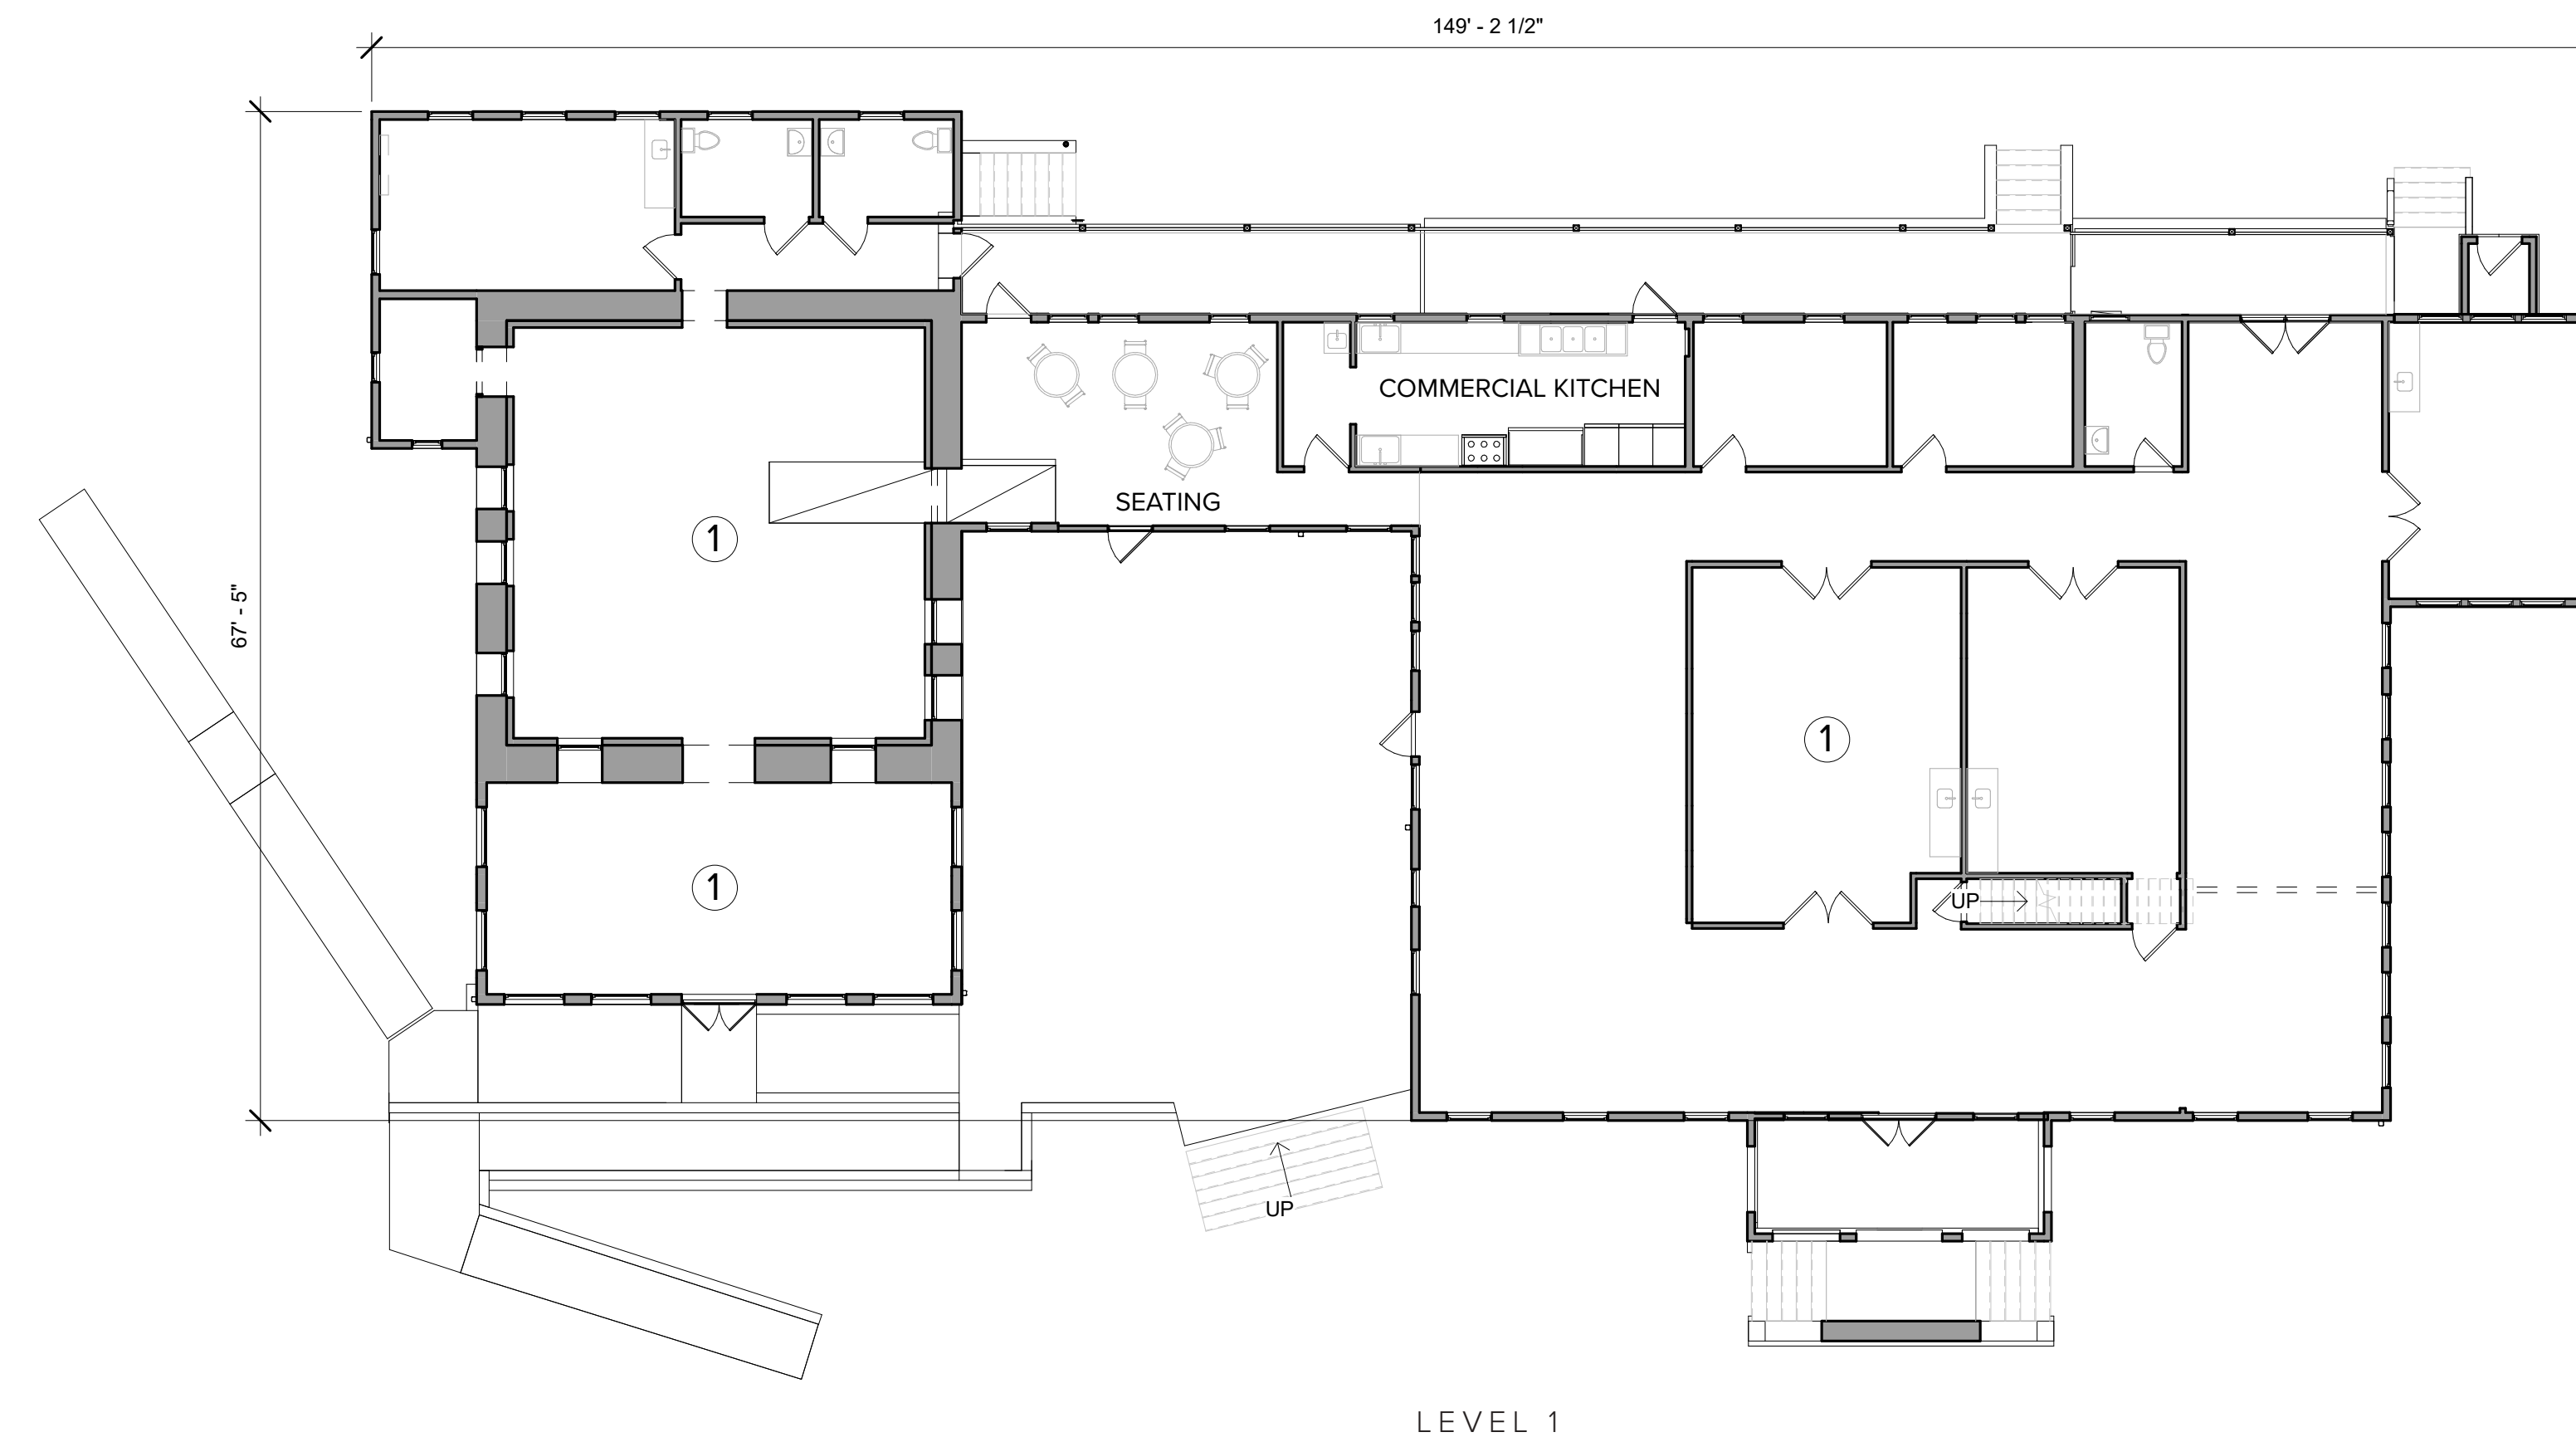 149' - 2 1/2"
COMMERCIAL KITCHEN
SEATING
1
67' - 5"
1
1
UP
UP
LEVEL 1